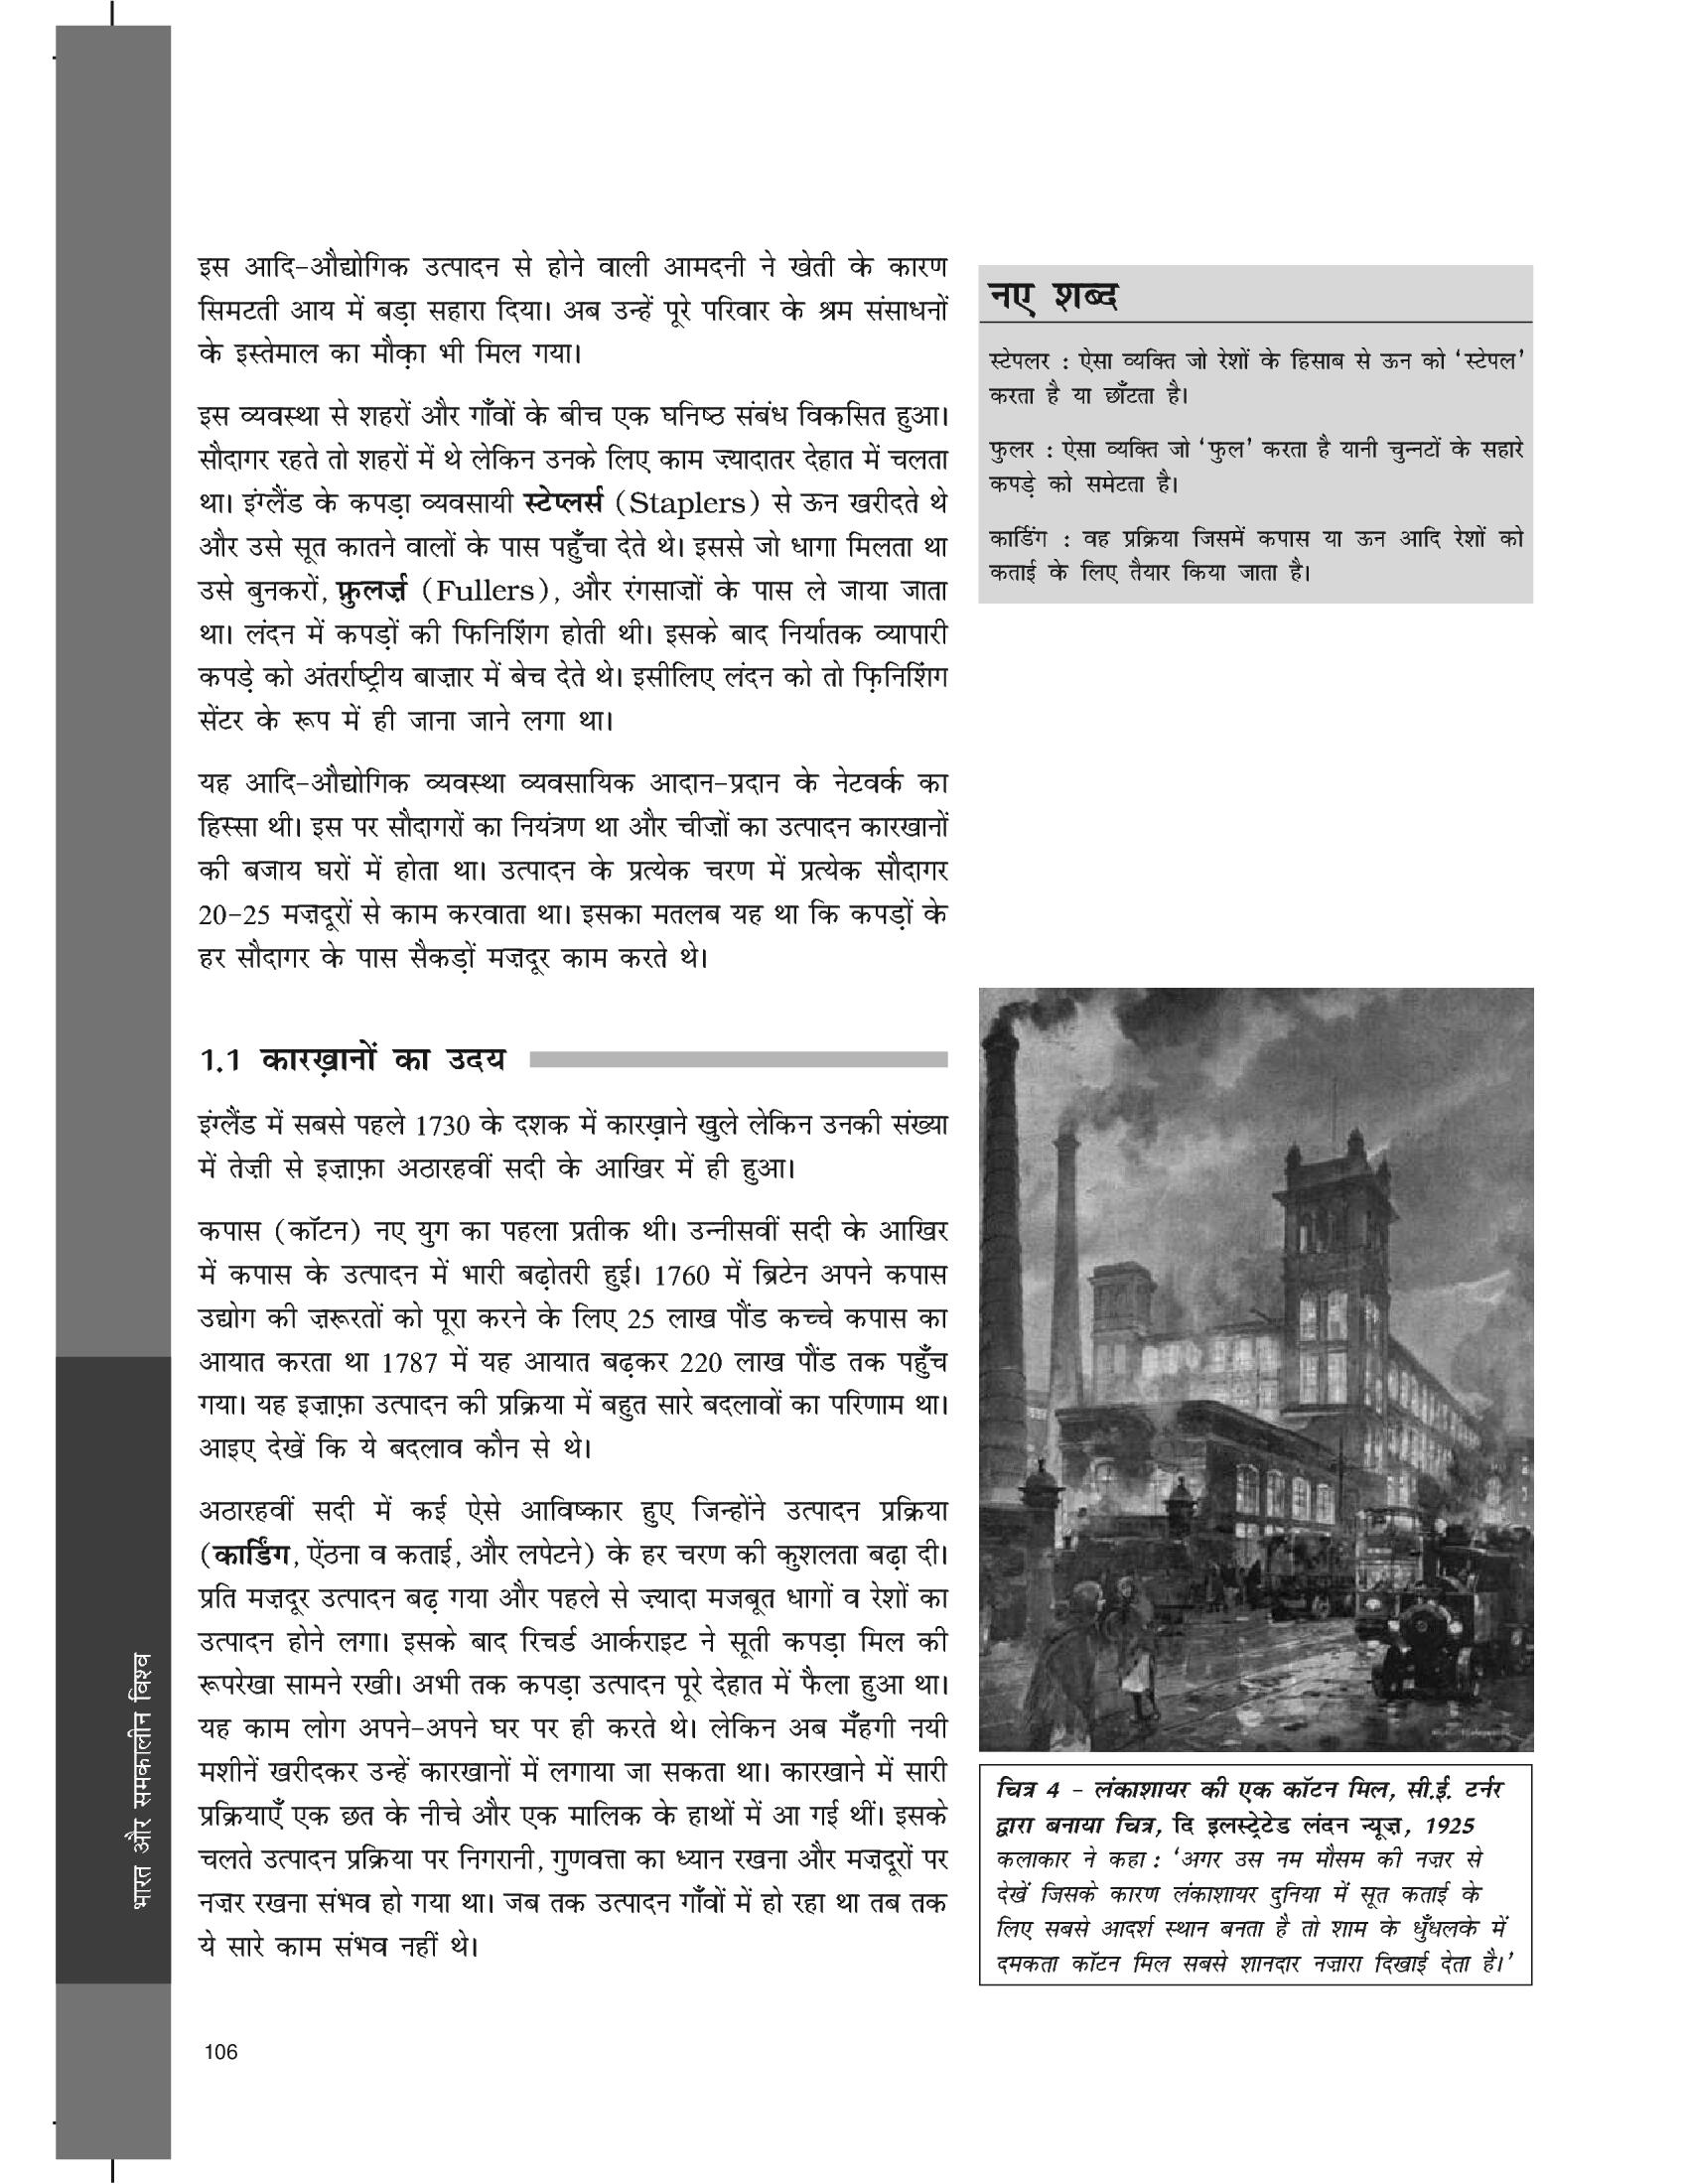 इस आदि-औद्योगिक उत्पादन से होने वाली आमदनी ने खेती के कारण
सिमटती आय में बड़ा सहारा दिया। अब उन्हें पूरे परिवार के श्रम संसाधनों
के इस्तेमाल का मौक़ा भी मिल गया।
इस व्यवस्था से शहरों और गाँवों के बीच एक घनिष्ठ संबंध विकसित हुआ।
सौदागर रहते तो शहरों में थे लेकिन उनके लिए काम ज़्यादातर देहात में चलता
था। इंग्लैंड के कपड़ा व्यवसायी स्टेप्लर्स (Staplers) से ऊन खरीदते थे
और उसे सूत कातने वालों के पास पहुँचा देते थे। इससे जो धागा मिलता था
उसे बुनकरों, फ़ुलर्ज़ (Fullers), और रंगसाज़ों के पास ले जाया जाता
था। लंदन में कपड़ों की फिनिशिंग होती थी। इसके बाद निर्यातक व्यापारी
कपड़े को अंतर्राष्ट्रीय बाज़ार में बेच देते थे। इसीलिए लंदन को तो फ़िनिशिंग
सेंटर के रूप में ही जाना जाने लगा था।
यह आदि-औद्योगिक व्यवस्था व्यवसायिक आदान-प्रदान के नेटवर्क का
हिस्सा थी। इस पर सौदागरों का नियंत्रण था और चीज़ों का उत्पादन कारखानों
की बजाय घरों में होता था। उत्पादन के प्रत्येक चरण में प्रत्येक सौदागर
20-25 मज़दूरों से काम करवाता था। इसका मतलब यह था कि कपड़ों के
हर सौदागर के पास सैकड़ों मज़दूर काम करते थे।
1.1 कारख़ानों का उदय
इंग्लैंड में सबसे पहले 1730 के दशक में कारख़ाने खुले लेकिन उनकी संख्या
में तेज़ी से इज़ाफ़ा अठारहवीं सदी के आखिर में ही हुआ।
कपास (कॉटन) नए युग का पहला प्रतीक थी। उन्नीसवीं सदी के आखिर
में कपास के उत्पादन में भारी बढ़ोतरी हुई। 1760 में ब्रिटेन अपने कपास
उद्योग की ज़रूरतों को पूरा करने के लिए 25 लाख पौंड कच्चे कपास का
आयात करता था 1787 में यह आयात बढ़कर 220 लाख पौंड तक पहुँच
गया। यह इज़ाफ़ा उत्पादन की प्रक्रिया में बहुत सारे बदलावों का परिणाम था।
आइए देखें कि ये बदलाव कौन से थे।
अठारहवीं सदी में कई ऐसे आविष्कार हुए जिन्होंने उत्पादन प्रक्रिया
(कार्डिंग, ऐंठना व कताई, और लपेटने) के हर चरण की कुशलता बढ़ा दी।
प्रति मज़दूर उत्पादन बढ़ गया और पहले से ज़्यादा मजबूत धागों व रेशों का
उत्पादन होने लगा। इसके बाद रिचर्ड आर्कराइट ने सूती कपड़ा मिल की
रूपरेखा सामने रखी। अभी तक कपड़ा उत्पादन पूरे देहात में फैला हुआ था।
यह काम लोग अपने-अपने घर पर ही करते थे। लेकिन अब मँहगी नयी
मशीनें खरीदकर उन्हें कारखानों में लगाया जा सकता था। कारखाने में सारी
प्रक्रियाएँ एक छत के नीचे और एक मालिक के हाथों में आ गई थीं। इसके
चलते उत्पादन प्रक्रिया पर निगरानी, गुणवत्ता का ध्यान रखना और मज़दूरों पर
नज़र रखना संभव हो गया था। जब तक उत्पादन गाँवों में हो रहा था तब तक
ये सारे काम संभव नहीं थे।
नए शब्द
स्टेपलर : ऐसा व्यक्ति जो रेशों के हिसाब से ऊन को ‘स्टेपल’
करता है या छाँटता है।
फुलर : ऐसा व्यक्ति जो ‘फुल’ करता है यानी चुन्नटों के सहारे
कपड़े को समेटता है।
कार्डिंग : वह प्रक्रिया जिसमें कपास या ऊन आदि रेशों को
कताई के लिए तैयार किया जाता है।
चित्र 4 – लंकाशायर की एक कॉटन मिल, सी.ई. टर्नर
द्वारा बनाया चित्र, दि इलस्ट्रेटेड लंदन न्यूज़, 1925
कलाकार ने कहा : ‘अगर उस नम मौसम की नज़र से
देखें जिसके कारण लंकाशायर दुनिया में सूत कताई के
लिए सबसे आदर्श स्थान बनता है तो शाम के धुँधलके में
दमकता कॉटन मिल सबसे शानदार नज़ारा दिखाई देता है।’
भारत और समकालीन विश्व
106